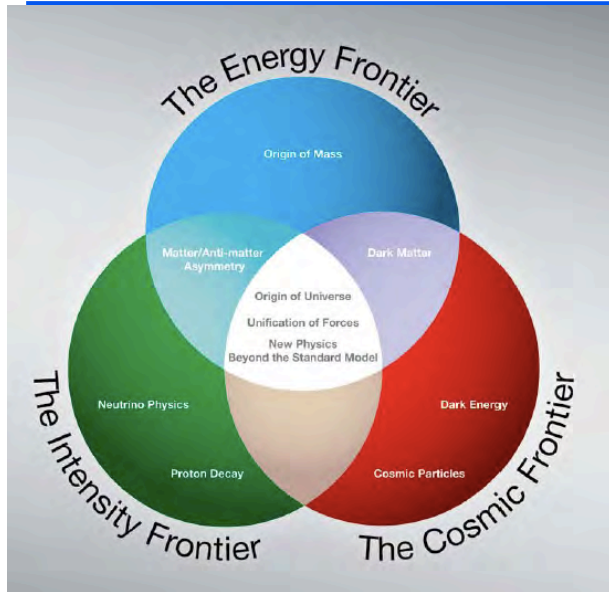 The Energy Frontier
Origin of Mass
Matter/Anti-matter
Asymmetry
Dark Matter
Origin of Universe
Unification of Forces
New Physics
Beyond the Standard Model
Neutrino Physics
Dark Energy
Proton Decay
Cosmic Particles
The Intensity Frontier
The Cosmic Frontier